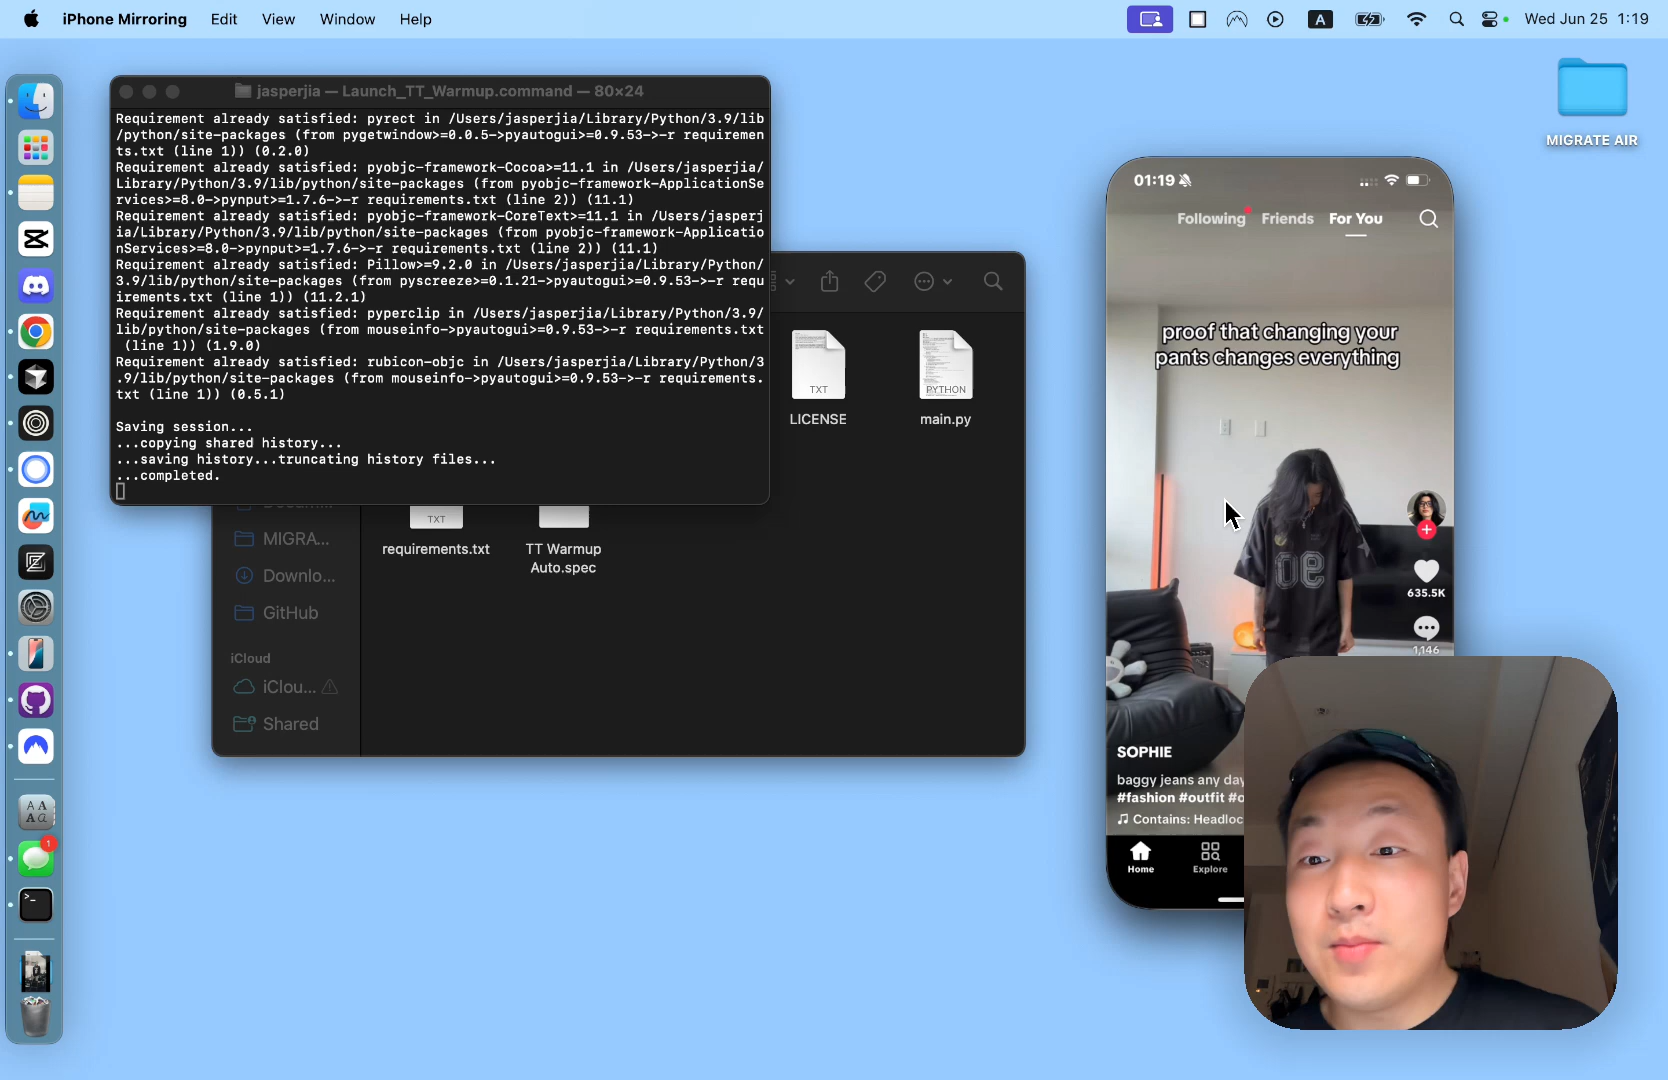 iPhone Mirroring Edit View Window Help
A
Wed Jun 25 1:19
MIGRATE AIR
jasperjia — Launch_TT_Warmup.command — 80×24
Requirement already satisfied: pyrect in /Users/jasperjia/Library/Python/3.9/lib
/python/site-packages (from pygetwindow>=0.0.5->pyautogui>=0.9.53->-r requiremen
ts.txt (line 1)) (0.2.0)
Requirement already satisfied: pyobjc-framework-Cocoa>=11.1 in /Users/jasperjia/
Library/Python/3.9/lib/python/site-packages (from pyobjc-framework-ApplicationSe
rvices>=8.0->pynput>=1.7.6->-r requirements.txt (line 2)) (11.1)
Requirement already satisfied: pyobjc-framework-CoreText>=11.1 in /Users/jasperj
ia/Library/Python/3.9/lib/python/site-packages (from pyobjc-framework-Applicatio
nServices>=8.0->pynput>=1.7.6->-r requirements.txt (line 2)) (11.1)
Requirement already satisfied: Pillow>=9.2.0 in /Users/jasperjia/Library/Python/
3.9/lib/python/site-packages (from pyscreeze>=0.1.21->pyautogui>=0.9.53->-r requ
irements.txt (line 1)) (11.2.1)
Requirement already satisfied: pyperclip in /Users/jasperjia/Library/Python/3.9/
lib/python/site-packages (from mouseinfo->pyautogui>=0.9.53->-r requirements.txt
(line 1)) (1.9.0)
Requirement already satisfied: rubicon-objc in /Users/jasperjia/Library/Python/3
.9/lib/python/site-packages (from mouseinfo->pyautogui>=0.9.53->-r requirements.
txt (line 1)) (0.5.1)
Saving session...
...copying shared history...
...saving history...truncating history files...
...completed.
TXT
LICENSE
PYTHON
main.py
MIGRA...
Downlo...
GitHub
iCloud
iClou...
Shared
TXT
requirements.txt
TT Warmup
Auto.spec
01:19
Following Friends For You
proof that changing your
pants changes everything
635.5K
1,146
SOPHIE
baggy jeans any day
#fashion #outfit #o
Contains: Headloc
Home
Explore
1